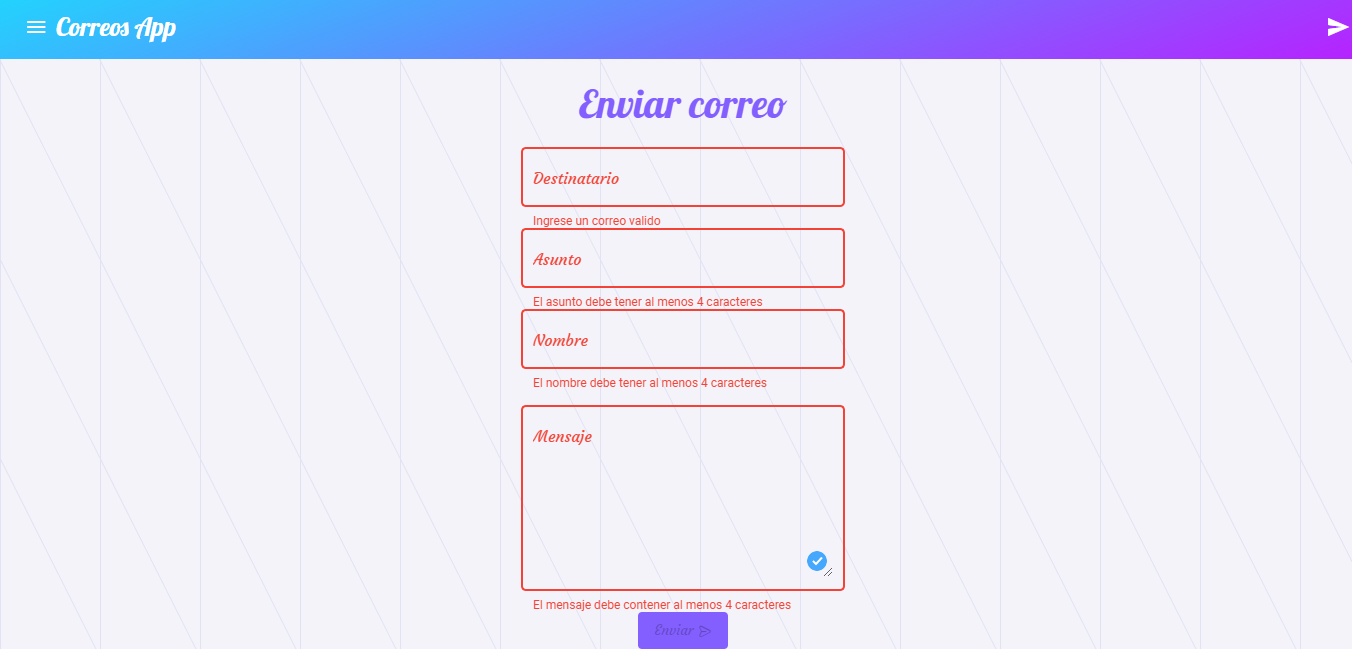 Correos App
Enviar correo
Destinatario
Ingrese un correo valido
Asunto
El asunto debe tener al menos 4 caracteres
Nombre
El nombre debe tener al menos 4 caracteres
Mensaje
El mensaje debe contener al menos 4 caracteres
Enviar